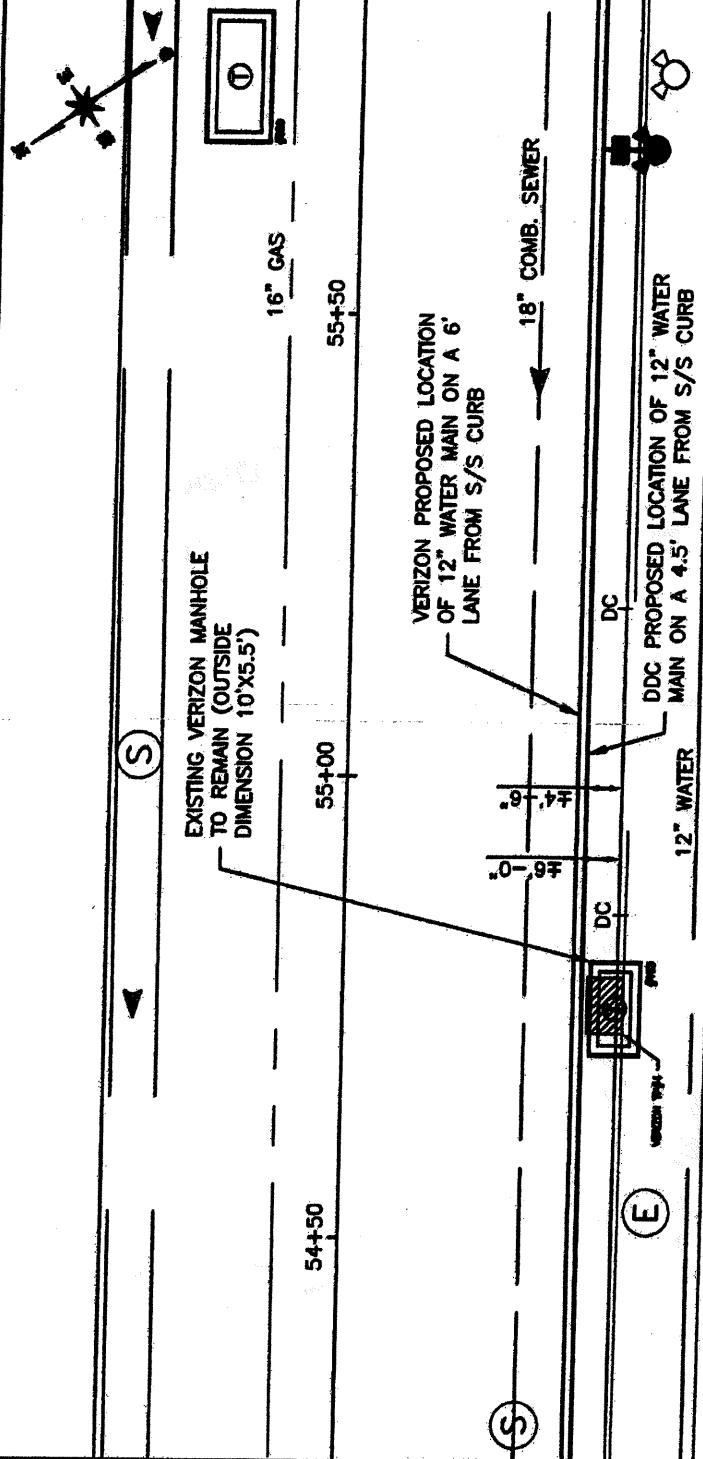 16" GAS
55+50
18" COMB. SEWER
VERIZON PROPOSED LOCATION
OF 12" WATER MAIN ON A 6'
LANE FROM S/S CURB
EXISTING VERIZON MANHOLE
TO REMAIN (OUTSIDE
DIMENSION 10'X5.5')
DDC PROPOSED LOCATION OF 12" WATER
MAIN ON A 4.5' LANE FROM S/S CURB
T
S
55+00
DC
±4'-6"
±6'-0"
DC
12" WATER
54+50
E
S